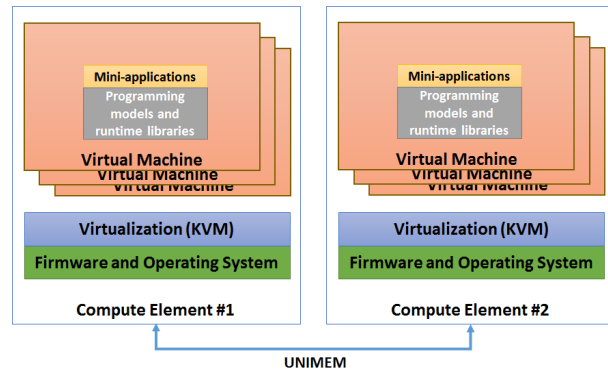 Mini-applications
Programming
models and
runtime libraries
Virtual Machine
Virtual Machine
Virtual Machine
Virtualization (KVM)
Firmware and Operating System
Compute Element #1
Mini-applications
Programming
models and
runtime libraries
Virtual Machine
Virtual Machine
Virtual Machine
Virtualization (KVM)
Firmware and Operating System
Compute Element #2
UNIMEM